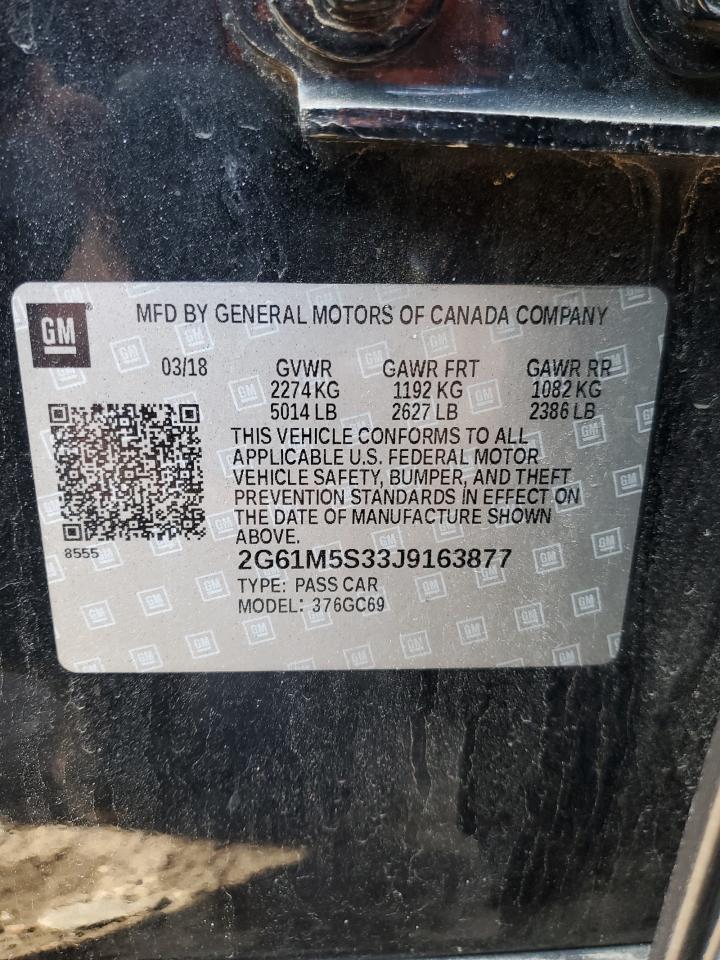 GM MFD BY GENERAL MOTORS OF CANADA COMPANY
03/18 GVWR GAWR FRT GAWR RR
2274 KG 1192 KG 1082 KG
5014 LB 2627 LB 2386 LB
THIS VEHICLE CONFORMS TO ALL
APPLICABLE U.S. FEDERAL MOTOR
VEHICLE SAFETY, BUMPER, AND THEFT
PREVENTION STANDARDS IN EFFECT ON
THE DATE OF MANUFACTURE SHOWN
ABOVE.
8555
2G61M5S33J9163877
TYPE: PASS CAR
MODEL: 376GC69